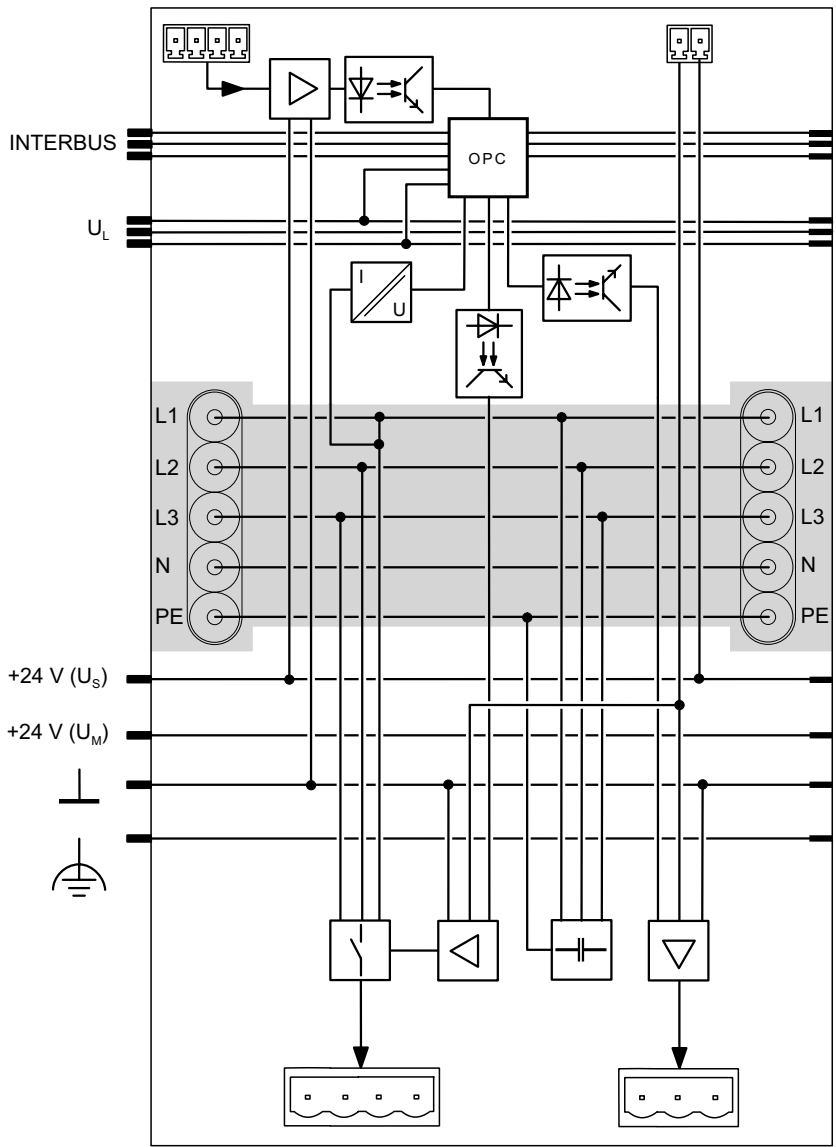 INTERBUS
OPC
U_L
I
U
L1
L1
L2
L2
L3
L3
N
N
PE
PE
+24 V (U_S)
+24 V (U_M)